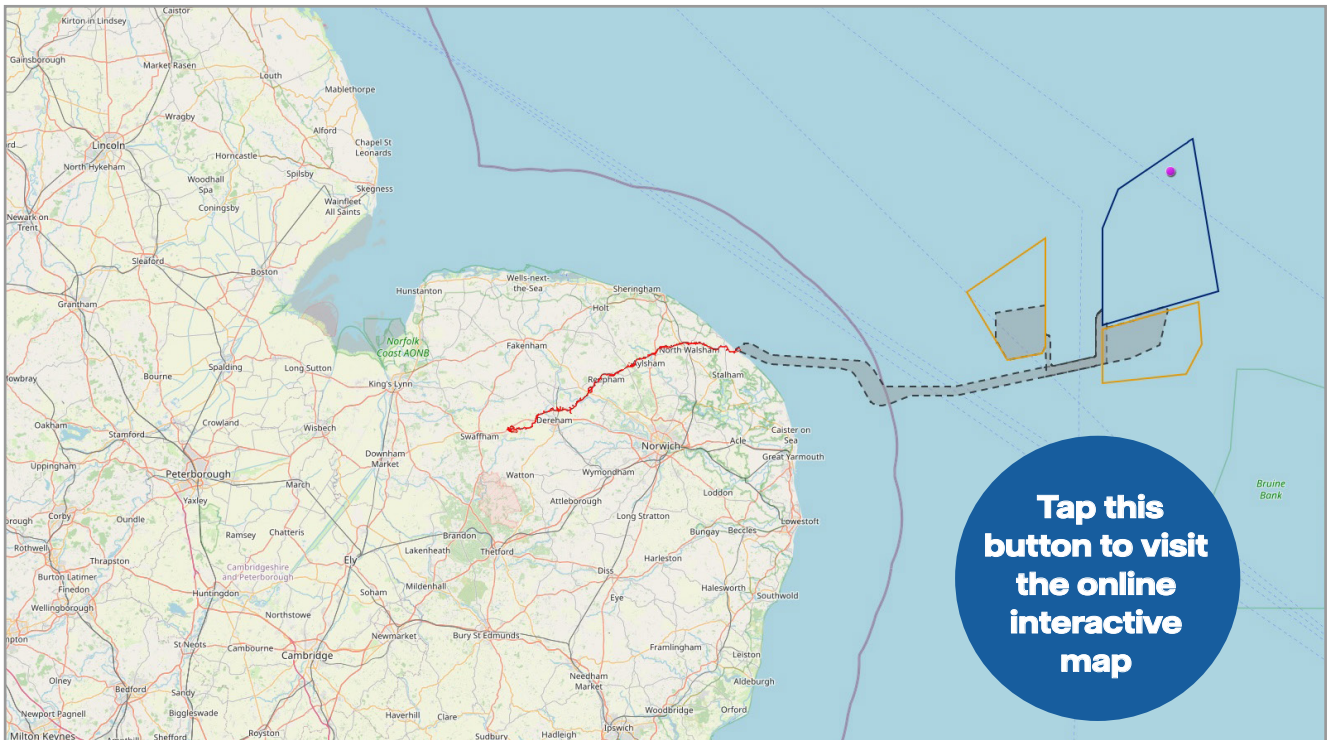 Caistor
Kirton in Lindsey
Gainsborough
Market Rasen
Louth
Mablethorpe
Wragby
Alford
Lincoln
Chapel St
Leonards
Horncastle
North Hykeham
Woodhall
Spa
Spilsby
Skegness
Coningsby
Wainfleet
All Saints
Newark on
Trent
Sleaford
Boston
Hunstanton
Wells-next-
the-Sea
Sheringham
Grantham
Holt
Norfolk
Coast AONB
Fakenham
North Walsham
Aylsham
Spalding
Long Sutton
Bourne
King's Lynn
Reepham
Stalham
Oakham
Stamford
Crowland
Wisbech
Swaffham
Dereham
Norwich
Acle
Caister on
Sea
Great Yarmouth
Uppingham
Peterborough
Downham
Market
Watton
Wymondham
March
Yaxley
Attleborough
Loddon
Corby
Oundle
Ramsey
Chatteris
Long Stratton
Lowestoft
Brandon
Bungay
Beccles
Rothwell
Thrapston
Ely
Lakenheath
Thetford
Harleston
Burton Latimer
Finedon
Cambridgeshire
and Peterborough
Huntingdon
Soham
Mildenhall
Diss
Eye
Halesworth
Southwold
Wellingborough
Northstowe
St Neots
Cambourne
Newmarket
Bury St Edmunds
Framlingham
Leiston
Cambridge
Olney
Bedford
Sandy
Needham
Market
Aldeburgh
Newport Pagnell
Biggleswade
Haverhill
Clare
Woodbridge
Orford
Milton Keynes
Shefford
Royston
Sudbury
Hadleigh
Ipswich
Bruine
Bank
Tap this
button to visit
the online
interactive
map